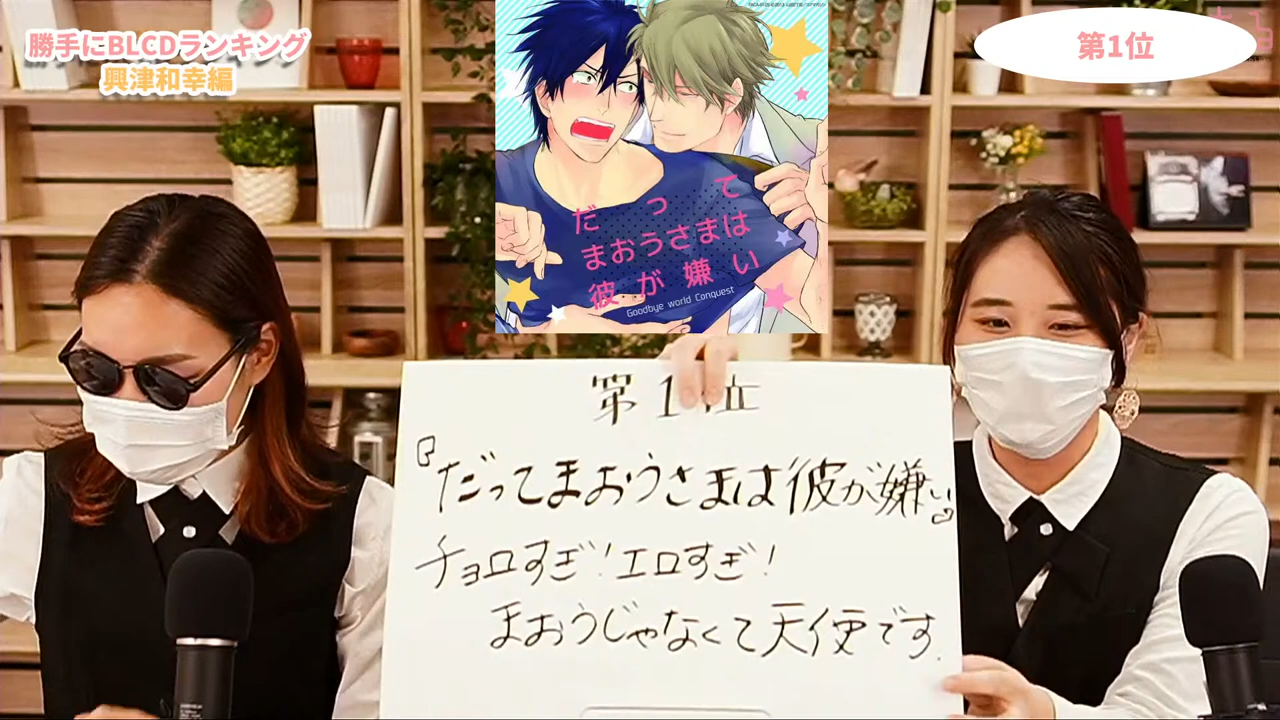 勝手にBLCDランキング
興津和幸編
第1位
だって
まおうさまは
彼が嫌い
Goodbye world Conquest
第1位
『だってまおうさまは彼が嫌い』
チョロすぎ!エロすぎ!
まおうじゃなくて天使です.